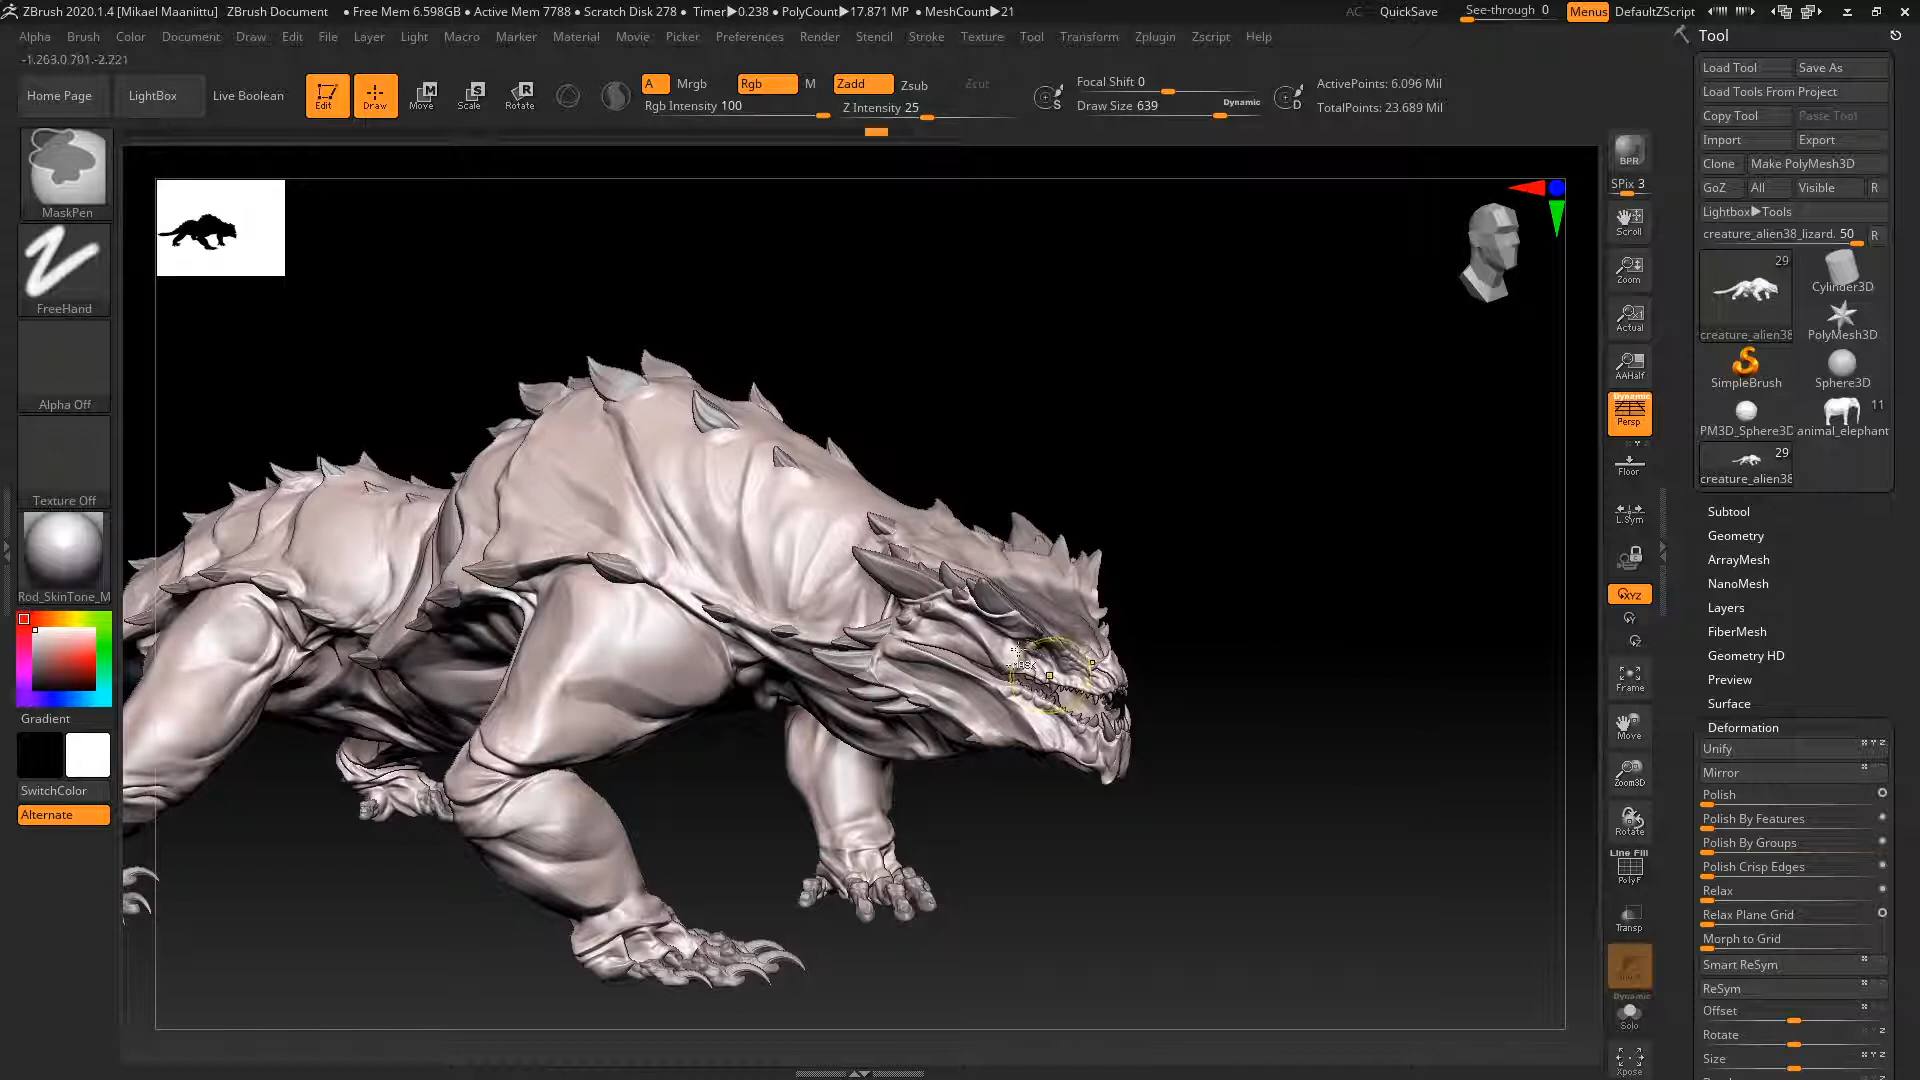 ZBrush 2020.1.4 [Mikael Maaniittu] ZBrush Document ● Free Mem 6.598GB ● Active Mem 7788 ● Scratch Disk 278 ● Timer▶0.238 ● PolyCount▶17.871 MP ● MeshCount▶21 AC QuickSave See-through 0 Menus DefaultZScript
Alpha Brush Color Document Draw Edit File Layer Light Macro Marker Material Movie Picker Preferences Render Stencil Stroke Texture Tool Transform Zplugin Zscript Help
-1.263,0.701,-2.221
Home Page
LightBox
Live Boolean
Edit
Draw
Move
Scale
Rotate
A Mrgb Rgb M Zadd Zsub Zcut
Rgb Intensity 100 Z Intensity 25
S
Focal Shift 0
Draw Size 639 Dynamic
D
ActivePoints: 6.096 Mil
TotalPoints: 23.689 Mil
MaskPen
FreeHand
Alpha Off
Texture Off
Rod_SkinTone_M
Gradient
SwitchColor
Alternate
BPR
SPix 3
Scroll
Zoom
Actual
AAHalf
Dynamic
Persp
Floor
L.Sym
XYZ
Frame
Move
Zoom3D
Rotate
Line Fill
PolyF
Transp
Dynamic
Solo
Xpose
Tool
Load Tool Save As
Load Tools From Project
Copy Tool Paste Tool
Import Export
Clone Make PolyMesh3D
GoZ All Visible R
Lightbox▶Tools
creature_alien38_lizard. 50 R
29
creature_alien38
Cylinder3D
PolyMesh3D
SimpleBrush
Sphere3D
PM3D_Sphere3D
11
animal_elephant
29
creature_alien38
Subtool
Geometry
ArrayMesh
NanoMesh
Layers
FiberMesh
Geometry HD
Preview
Surface
Deformation
Unify X Y Z
Mirror
Polish
Polish By Features
Polish By Groups
Polish Crisp Edges
Relax
Relax Plane Grid
Morph to Grid
Smart ReSym
ReSym
Offset
Rotate
Size X Y Z